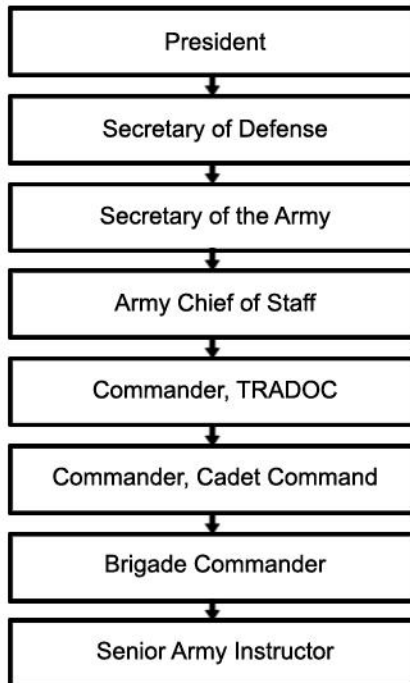 President
Secretary of Defense
Secretary of the Army
Army Chief of Staff
Commander, TRADOC
Commander, Cadet Command
Brigade Commander
Senior Army Instructor